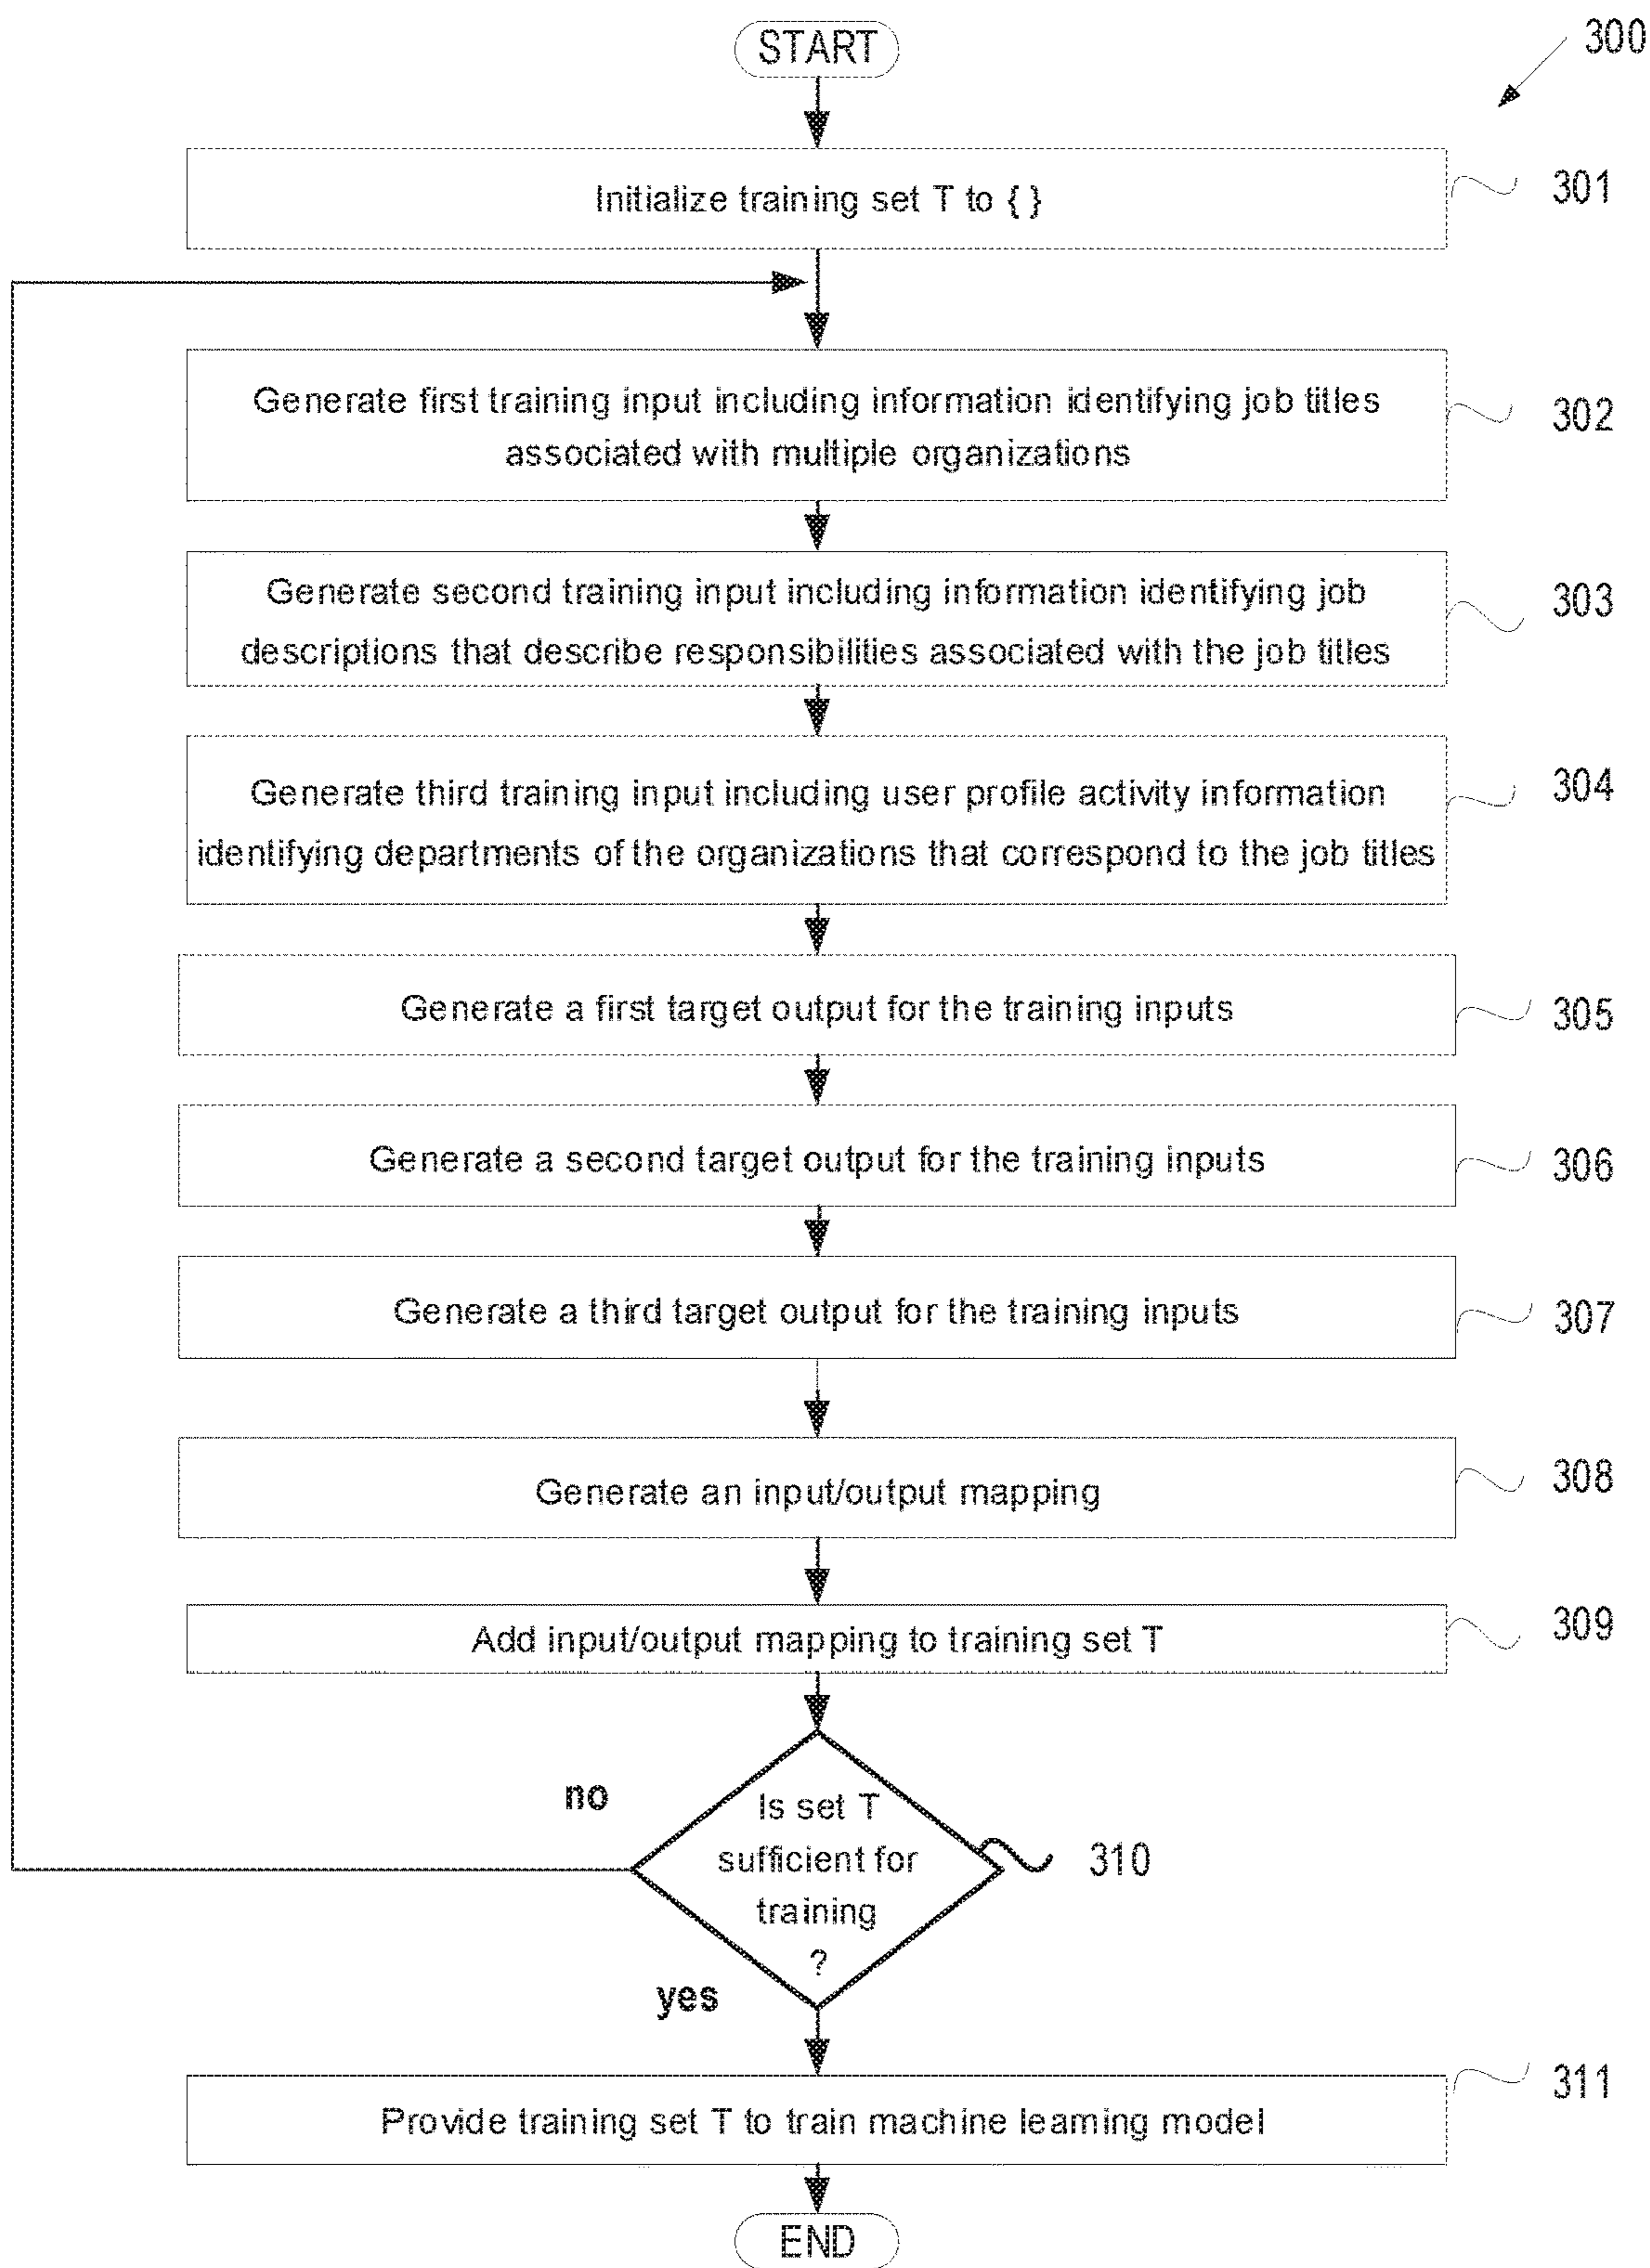 START
300
Initialize training set T to { }
301
Generate first training input including information identifying job titles
associated with multiple organizations
302
Generate second training input including information identifying job
descriptions that describe responsibilities associated with the job titles
303
Generate third training input including user profile activity information
identifying departments of the organizations that correspond to the job titles
304
Generate a first target output for the training inputs
305
Generate a second target output for the training inputs
306
Generate a third target output for the training inputs
307
Generate an input/output mapping
308
Add input/output mapping to training set T
309
no
Is set T
sufficient for
training
?
310
yes
Provide training set T to train machine learning model
311
END